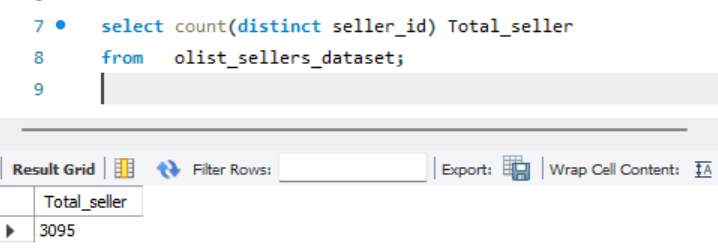 7 select count(distinct seller_id) Total_seller
8 from olist_sellers_dataset;
9
Result Grid Filter Rows: Export: Wrap Cell Content: IA
Total_seller
3095